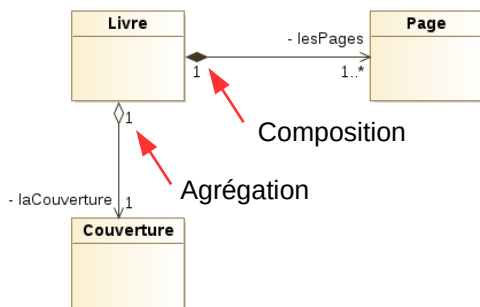 Livre
- lesPages
Page
1
1..*
Composition
1
Agrégation
- laCouverture
1
Couverture